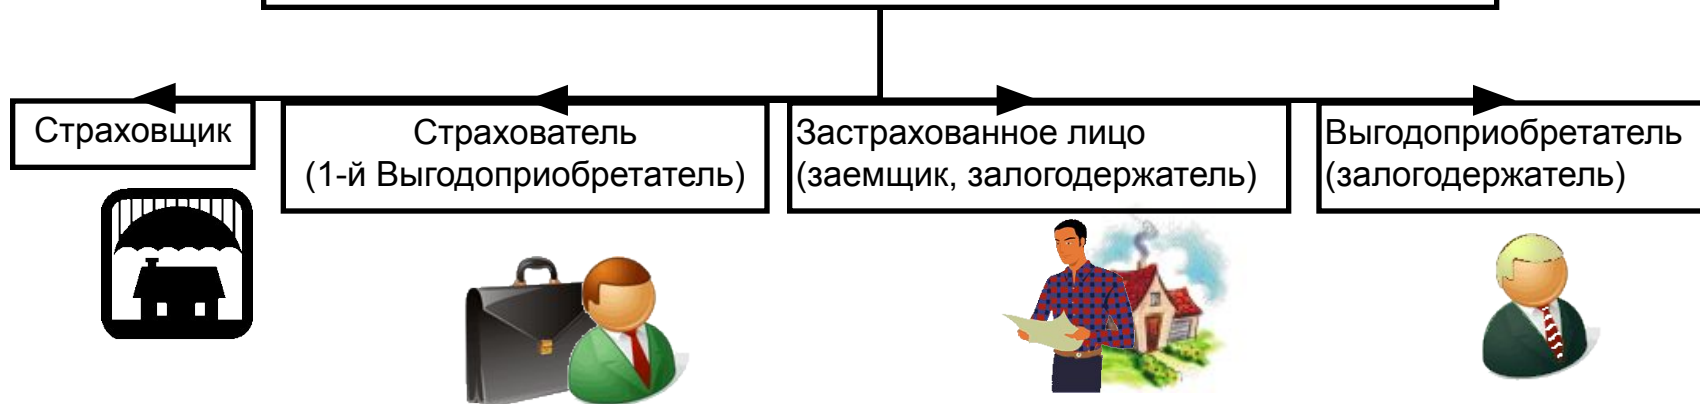 Страховщик
Страхователь
(1-й Выгодоприобретатель)
Застрахованное лицо
(заемщик, залогодержатель)
Выгодоприобретатель
(залогодержатель)